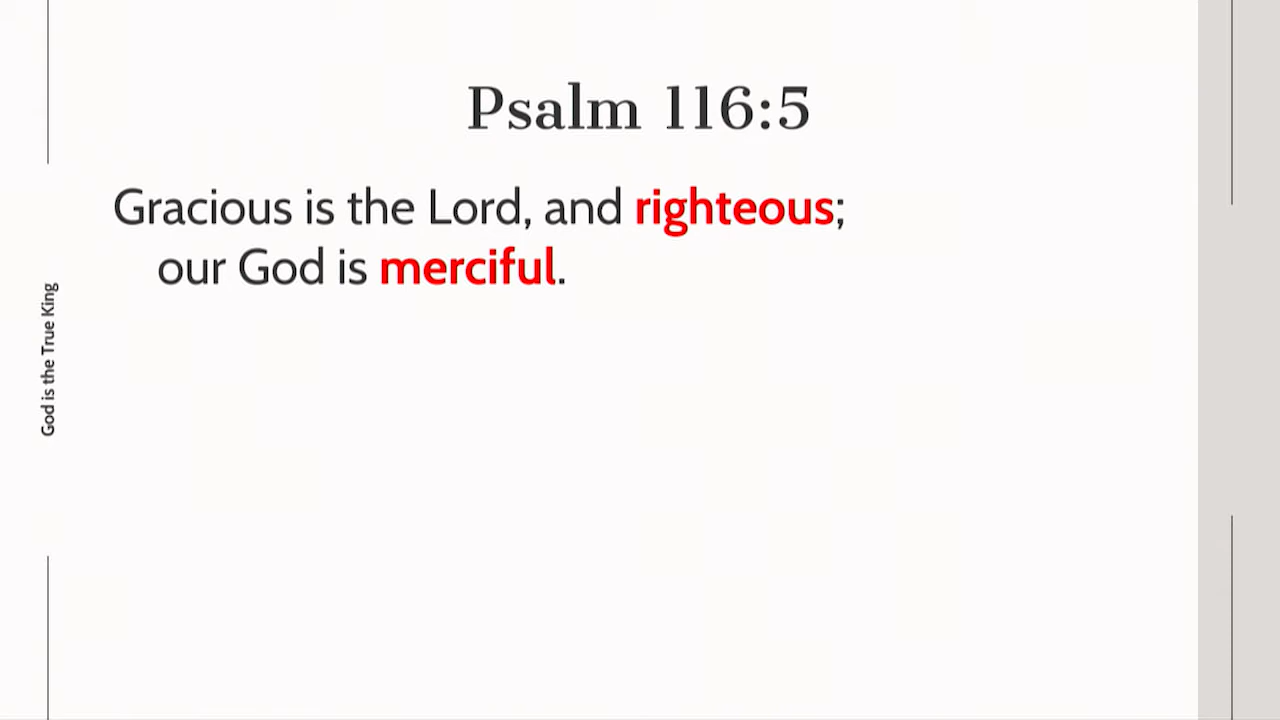 Psalm 116:5
Gracious is the Lord, and righteous;
our God is merciful.
God is the True King